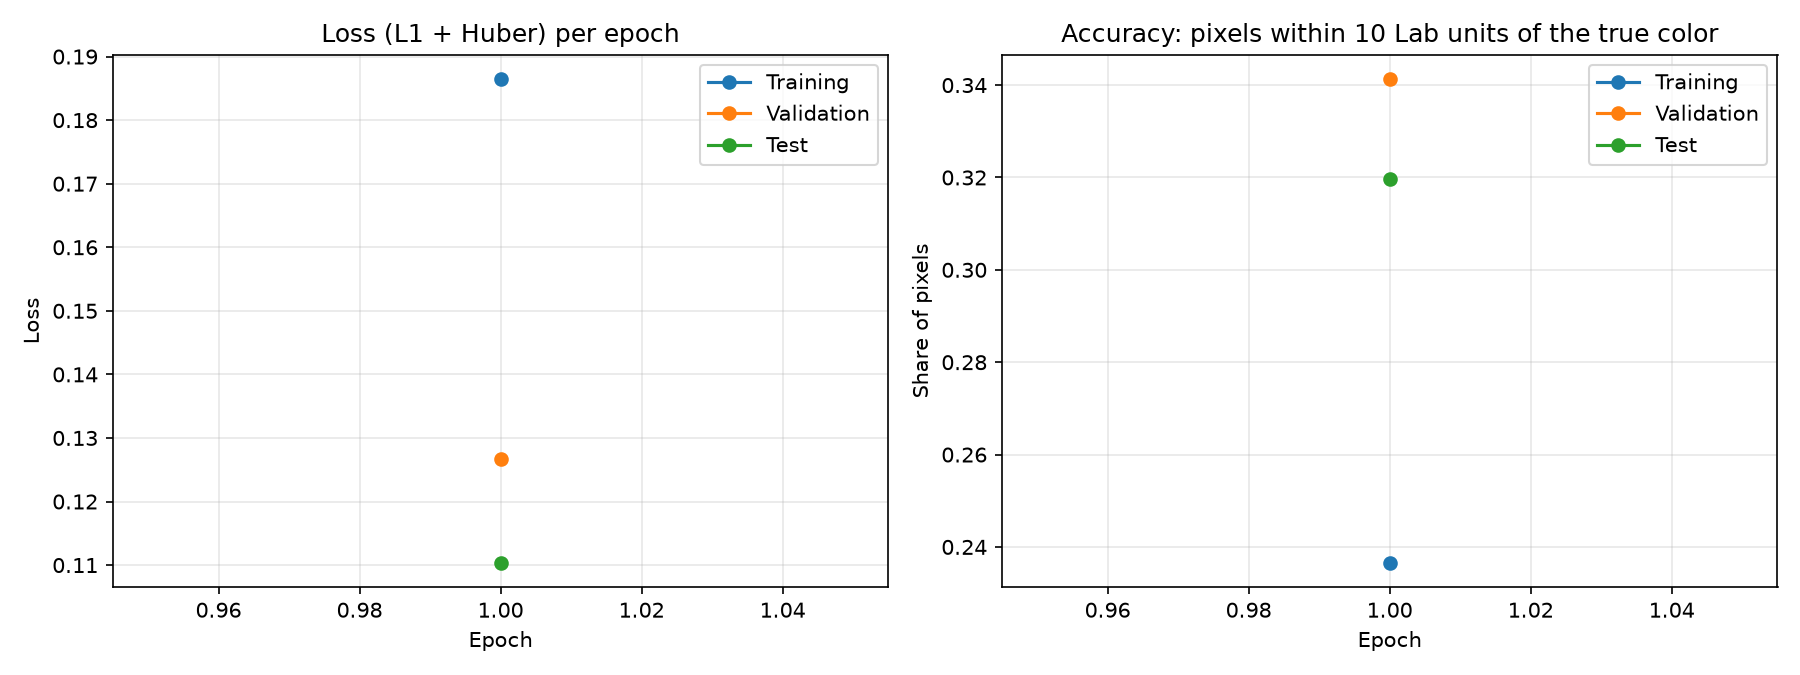 Loss (L1 + Huber) per epoch
0.19
0.18
0.17
0.16
0.15
0.14
0.13
0.12
0.11
Loss
0.96 0.98 1.00 1.02 1.04
Epoch
Training
Validation
Test
Accuracy: pixels within 10 Lab units of the true color
0.34
0.32
0.30
0.28
0.26
0.24
Share of pixels
0.96 0.98 1.00 1.02 1.04
Epoch
Training
Validation
Test